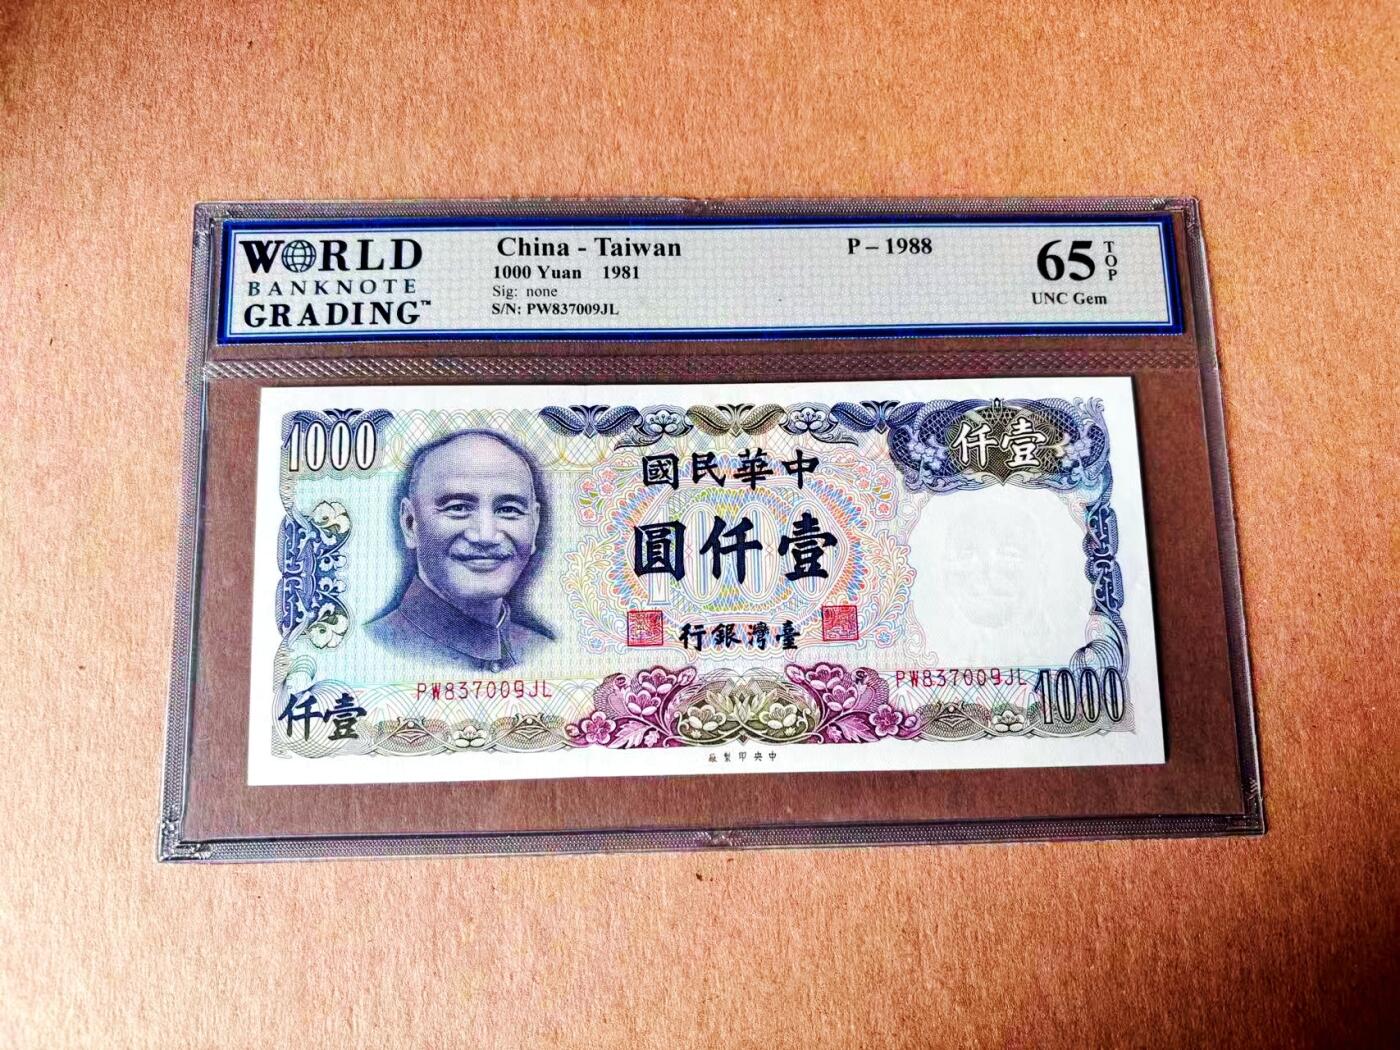 WORLD
BANKNOTE
GRADING™
China - Taiwan
1000 Yuan 1981
Sig: none
S/N: PW837009JL
P – 1988
65
TOP
UNC Gem
1000
仟壹
國民華中
圓仟壹
行銀灣臺
PW837009JL
PW837009JL
仟壹
1000
廠製印央中